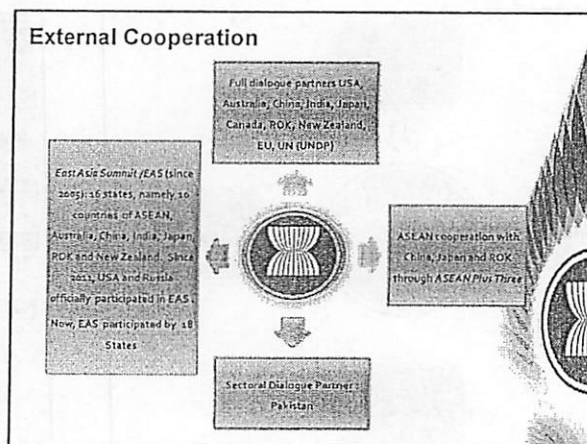 External Cooperation
Full dialogue partners USA,
Australia, China, India, Japan,
Canada, ROK, New Zealand,
EU, UN (UNDP)
East Asia Summit /EAS (since
2005): 16 states, namely 10
countries of ASEAN,
Australia, China, India, Japan,
ROK and New Zealand. Since
2011, USA and Russia
officially participated in EAS.
Now, EAS participated by 18
States
ASEAN cooperation with
China, Japan and ROK
through ASEAN Plus Three
Sectoral Dialogue Partner :
Pakistan